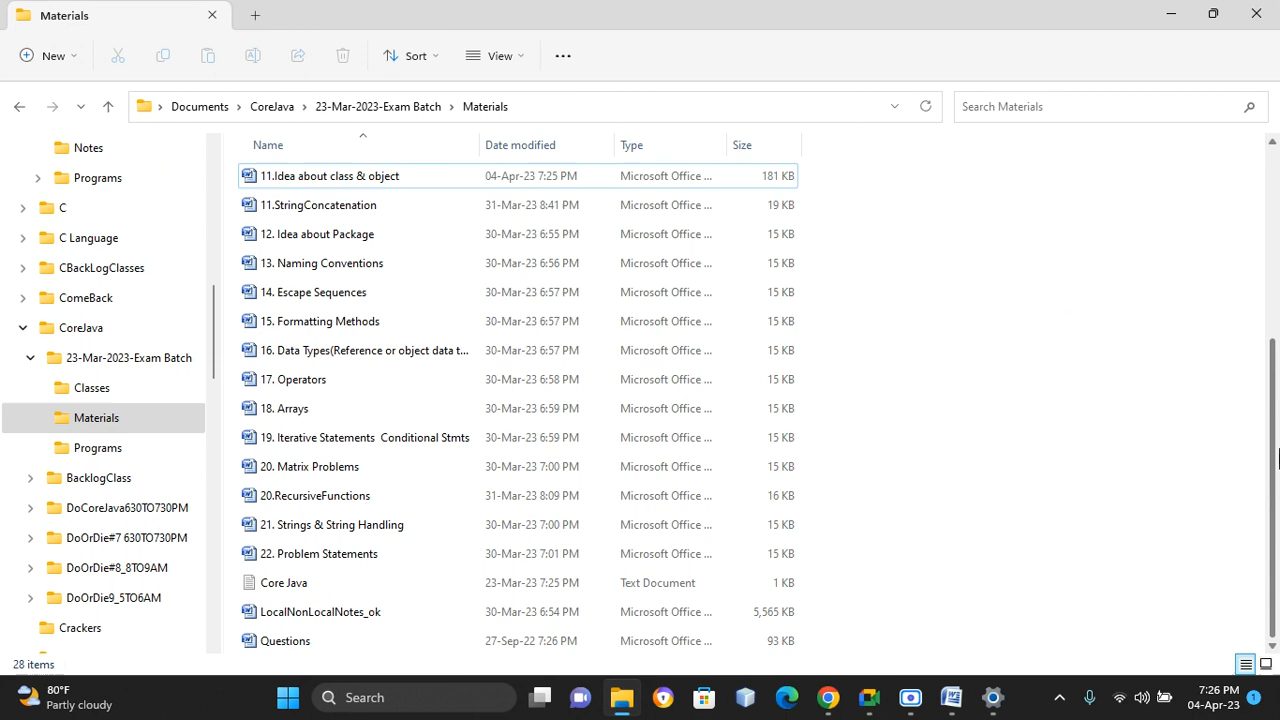 Materials
New
Sort
View
Documents
CoreJava
23-Mar-2023-Exam Batch
Materials
Search Materials
Notes
Programs
C
C Language
CBackLogClasses
ComeBack
CoreJava
23-Mar-2023-Exam Batch
Classes
Materials
Programs
BacklogClass
DoCoreJava630TO730PM
DoOrDie#7 630TO730PM
DoOrDie#8_8TO9AM
DoOrDie9_5TO6AM
Crackers
Name Date modified Type Size
11.Idea about class & object 04-Apr-23 7:25 PM Microsoft Office ... 181 KB
11.StringConcatenation 31-Mar-23 8:41 PM Microsoft Office ... 19 KB
12. Idea about Package 30-Mar-23 6:55 PM Microsoft Office ... 15 KB
13. Naming Conventions 30-Mar-23 6:56 PM Microsoft Office ... 15 KB
14. Escape Sequences 30-Mar-23 6:57 PM Microsoft Office ... 15 KB
15. Formatting Methods 30-Mar-23 6:57 PM Microsoft Office ... 15 KB
16. Data Types(Reference or object data t... 30-Mar-23 6:57 PM Microsoft Office ... 15 KB
17. Operators 30-Mar-23 6:58 PM Microsoft Office ... 15 KB
18. Arrays 30-Mar-23 6:59 PM Microsoft Office ... 15 KB
19. Iterative Statements Conditional Stmts 30-Mar-23 6:59 PM Microsoft Office ... 15 KB
20. Matrix Problems 30-Mar-23 7:00 PM Microsoft Office ... 15 KB
20.RecursiveFunctions 31-Mar-23 8:09 PM Microsoft Office ... 16 KB
21. Strings & String Handling 30-Mar-23 7:00 PM Microsoft Office ... 15 KB
22. Problem Statements 30-Mar-23 7:01 PM Microsoft Office ... 15 KB
Core Java 23-Mar-23 7:25 PM Text Document 1 KB
LocalNonLocalNotes_ok 30-Mar-23 6:54 PM Microsoft Office ... 5,565 KB
Questions 27-Sep-22 7:26 PM Microsoft Office ... 93 KB
28 items
80°F
Partly cloudy
Search
7:26 PM
04-Apr-23
1